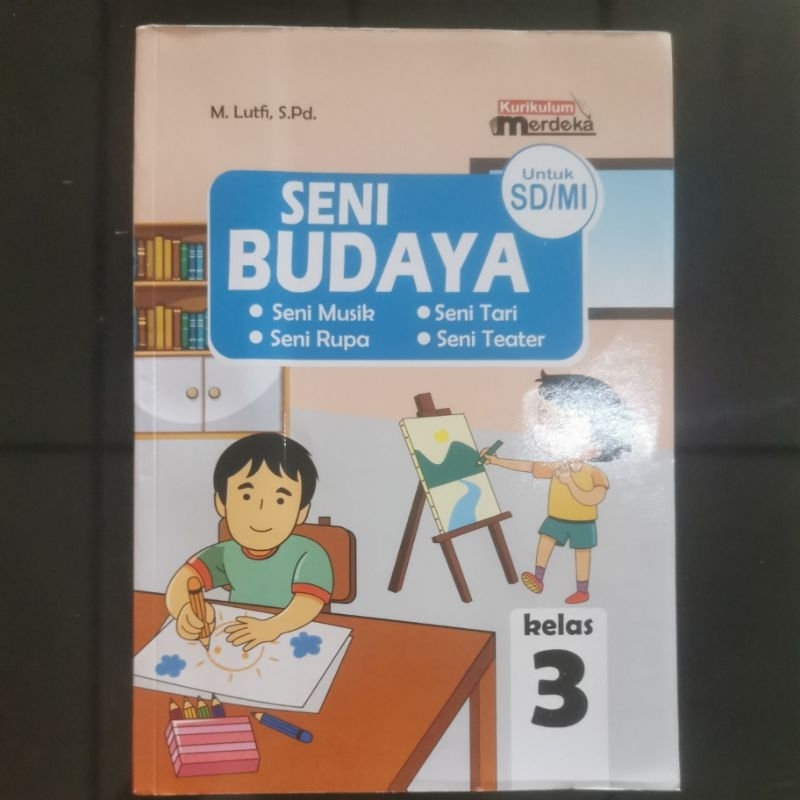 M. Lutfi, S.Pd.
Kurikulum
merdeka
Untuk
SD/MI
SENI
BUDAYA
• Seni Musik • Seni Tari
• Seni Rupa • Seni Teater
kelas
3